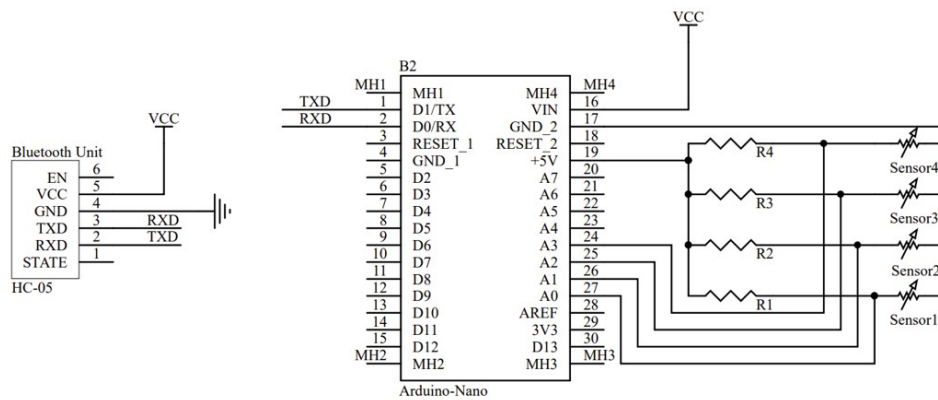 Bluetooth Unit
VCC
EN 6
VCC 5
GND 4
TXD 3 RXD
RXD 2 TXD
STATE 1
HC-05
B2
VCC
MH1 MH1 MH4 MH4
TXD 1 D1/TX VIN 16
RXD 2 D0/RX GND_2 17
3 RESET_1 RESET_2 18
4 GND_1 +5V 19
5 D2 A7 20
6 D3 A6 21
7 D4 A5 22
8 D5 A4 23
9 D6 A3 24
10 D7 A2 25
11 D8 A1 26
12 D9 A0 27
13 D10 AREF 28
14 D11 3V3 29
15 D12 D13 30
MH2 MH2 MH3 MH3
Arduino-Nano
R4 Sensor4
R3 Sensor3
R2 Sensor2
R1 Sensor1